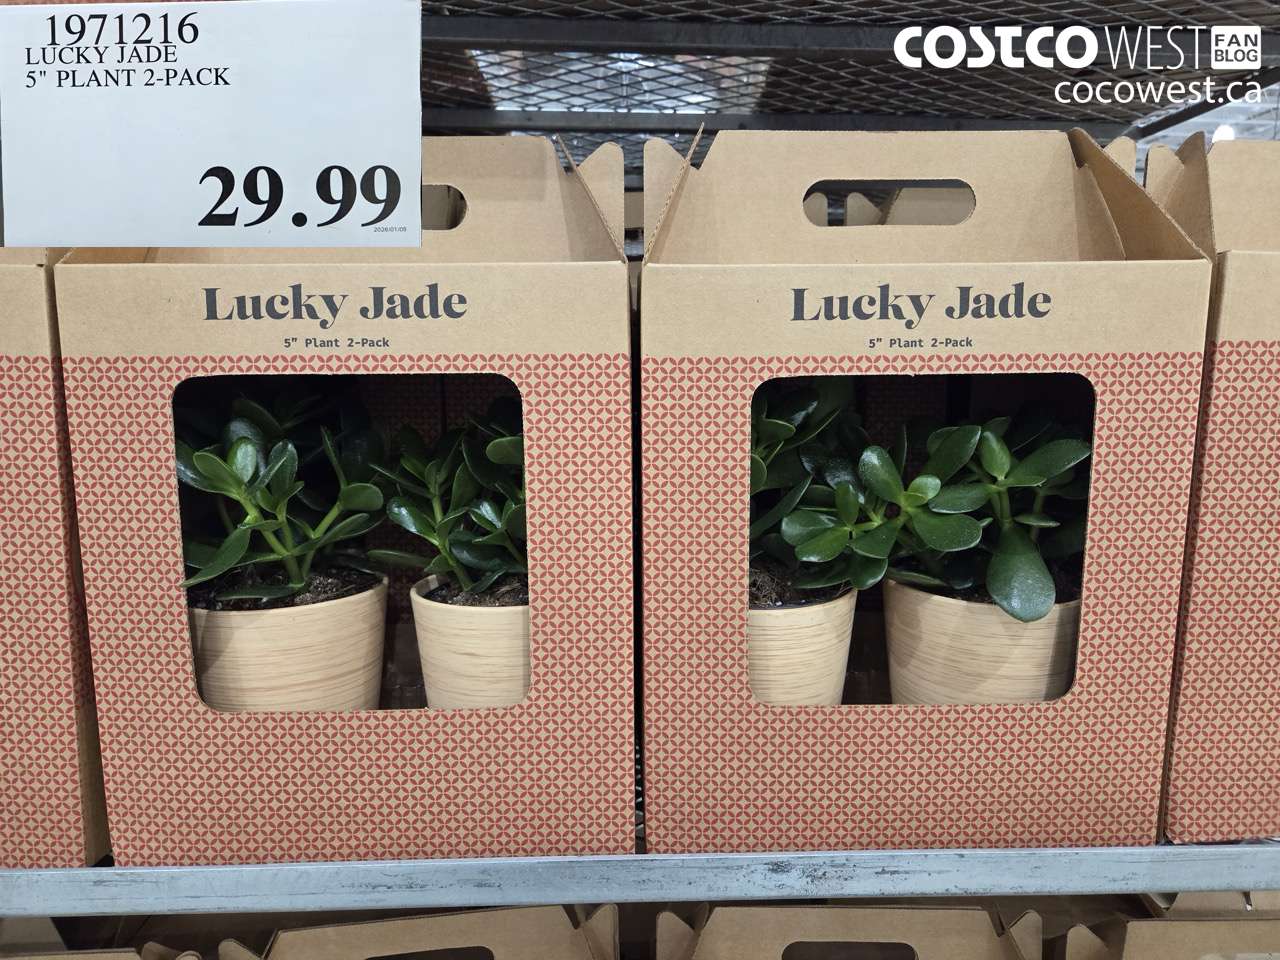 1971216
LUCKY JADE
5" PLANT 2-PACK
29.99
2026/01/05
COSTCO WEST FAN BLOG
cocowest.ca
Lucky Jade
5" Plant 2-Pack
Lucky Jade
5" Plant 2-Pack